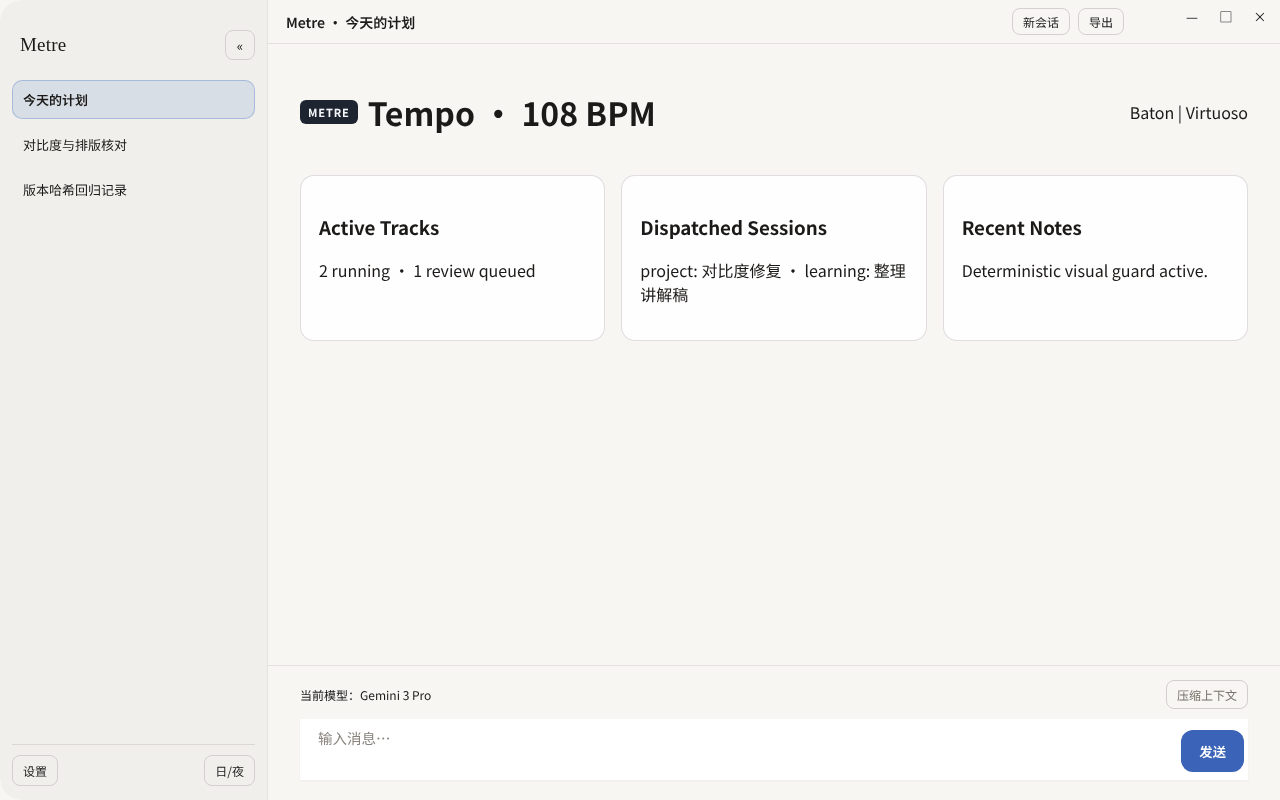 Metre
«
今天的计划
对比度与排版核对
版本哈希回归记录
设置
日/夜
Metre · 今天的计划
新会话
导出
METRE
Tempo · 108 BPM
Baton | Virtuoso
Active Tracks
2 running · 1 review queued
Dispatched Sessions
project: 对比度修复 · learning: 整理
讲解稿
Recent Notes
Deterministic visual guard active.
当前模型：Gemini 3 Pro
压缩上下文
输入消息…
发送